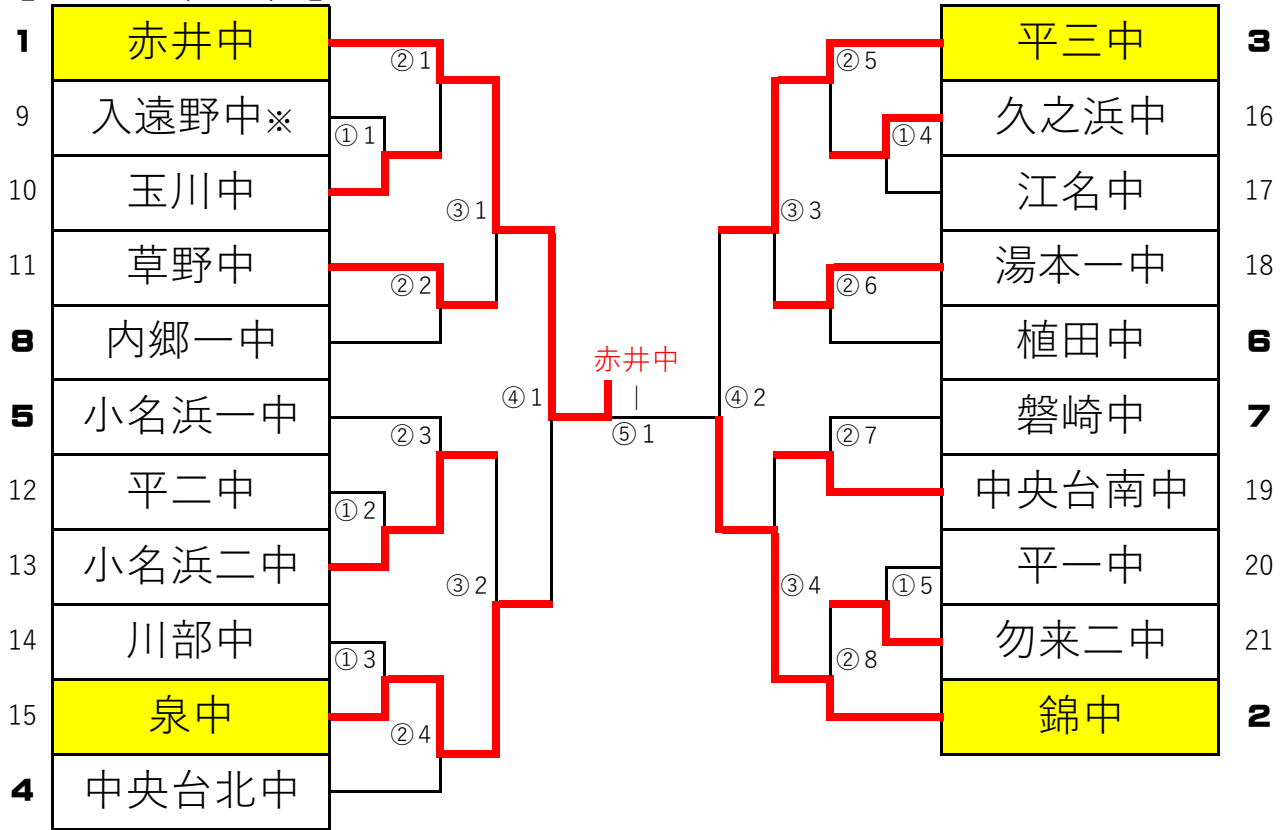 1 赤井中
9 入遠野中※
10 玉川中
11 草野中
8 内郷一中
5 小名浜一中
12 平二中
13 小名浜二中
14 川部中
15 泉中
4 中央台北中
②1
①1
③1
②2
④1
②3
①2
③2
①3
②4
赤井中
⑤1
②5
①4
③3
②6
④2
②7
③4
①5
②8
平三中 3
久之浜中 16
江名中 17
湯本一中 18
植田中 6
磐崎中 7
中央台南中 19
平一中 20
勿来二中 21
錦中 2